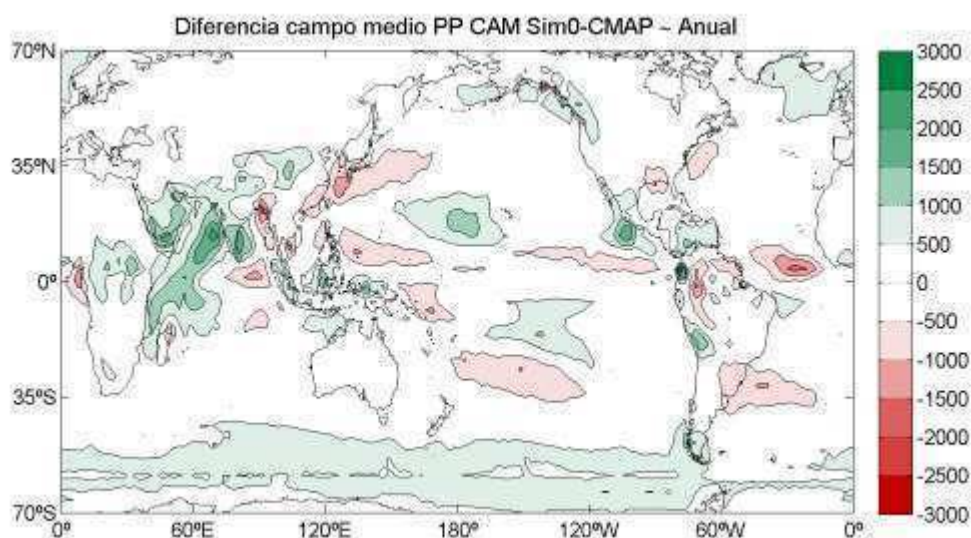 Diferencia campo medio PP CAM Sim0-CMAP ~ Anual
70ºN
35ºN
0º
35ºS
70ºS
0º
60ºE
120ºE
180º
120ºW
60ºW
0º
3000
2500
2000
1500
1000
500
0
-500
-1000
-1500
-2000
-2500
-3000